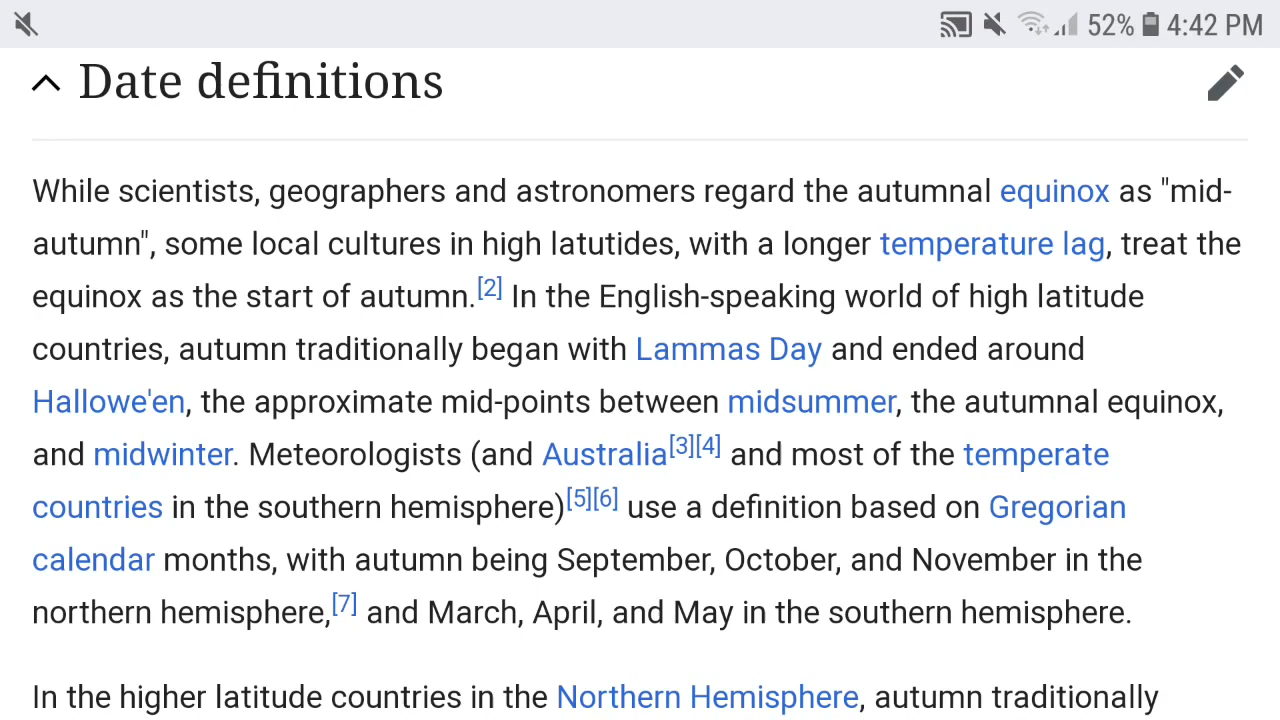 52% 4:42 PM
Date definitions
While scientists, geographers and astronomers regard the autumnal equinox as "mid-
autumn", some local cultures in high latutides, with a longer temperature lag, treat the
equinox as the start of autumn.[2] In the English-speaking world of high latitude
countries, autumn traditionally began with Lammas Day and ended around
Hallowe'en, the approximate mid-points between midsummer, the autumnal equinox,
and midwinter. Meteorologists (and Australia[3][4] and most of the temperate
countries in the southern hemisphere)[5][6] use a definition based on Gregorian
calendar months, with autumn being September, October, and November in the
northern hemisphere,[7] and March, April, and May in the southern hemisphere.
In the higher latitude countries in the Northern Hemisphere, autumn traditionally